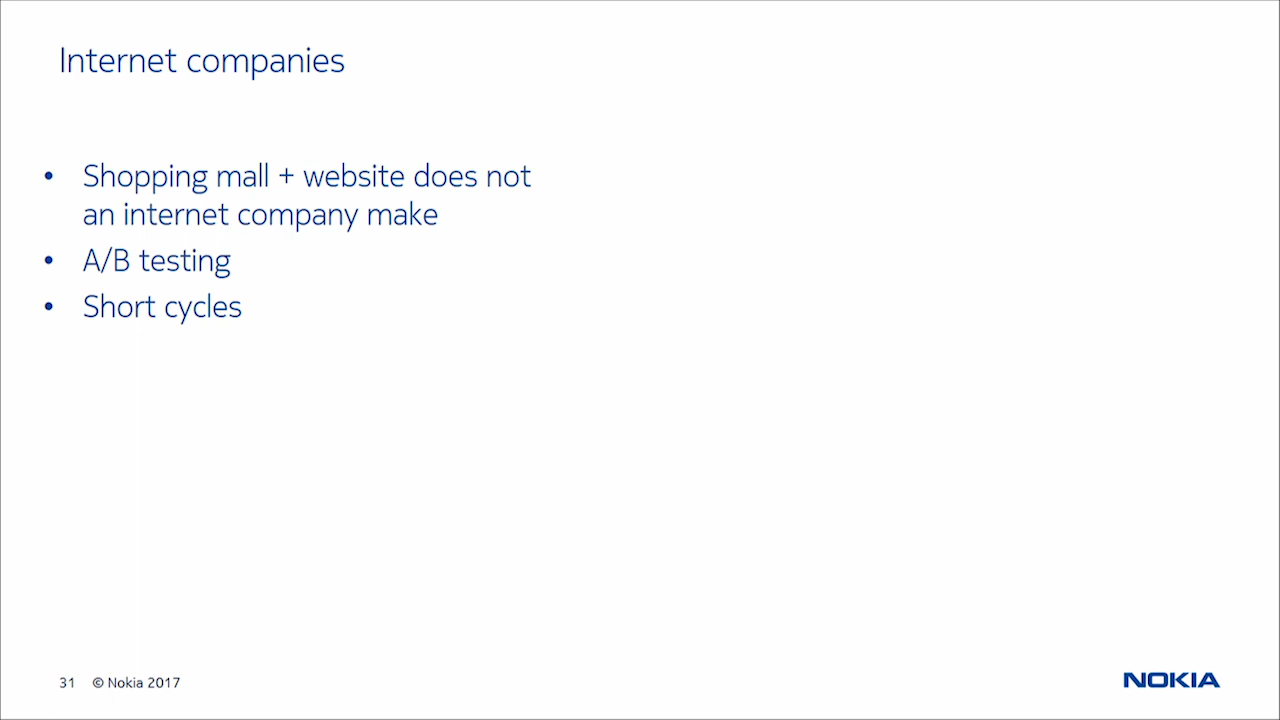 Internet companies
• Shopping mall + website does not
an internet company make
• A/B testing
• Short cycles
31 © Nokia 2017
NOKIA